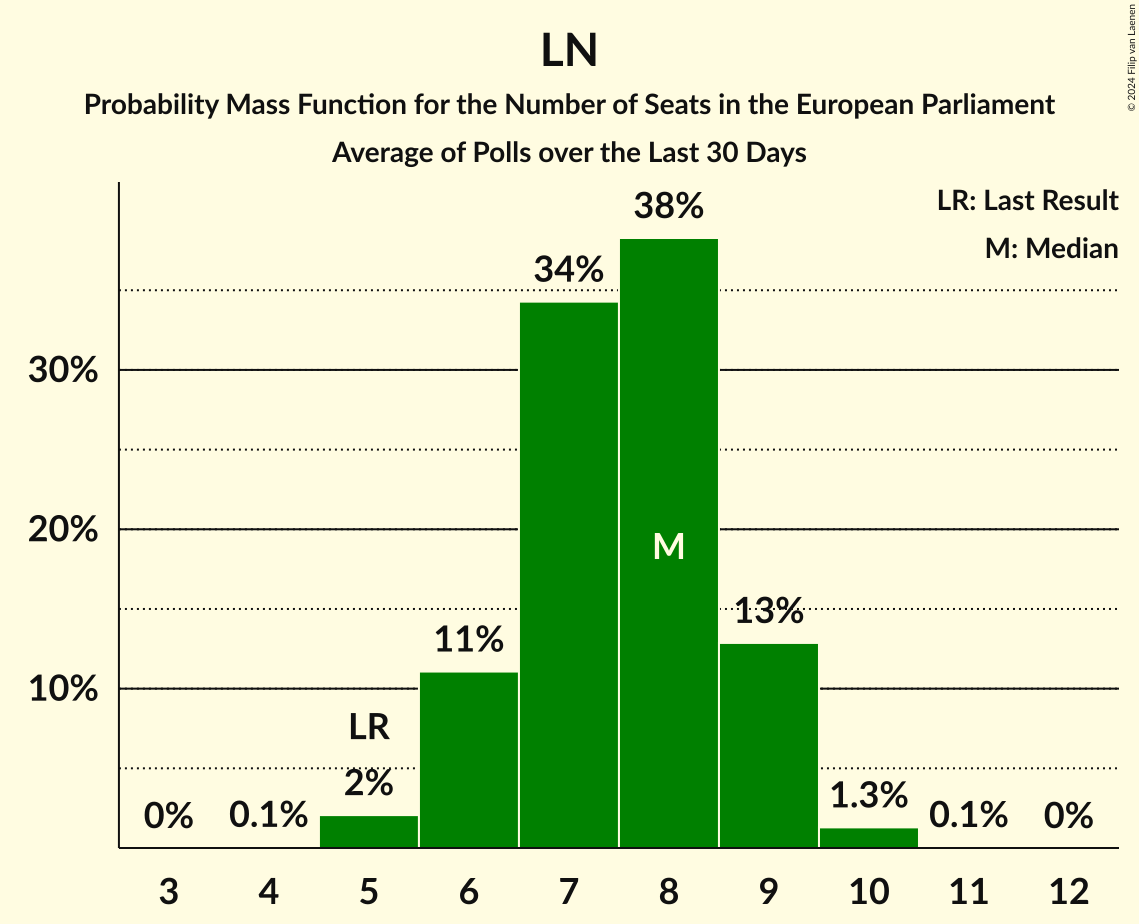 © 2024 Filip van Laenen
LN
Probability Mass Function for the Number of Seats in the European Parliament
Average of Polls over the Last 30 Days
LR: Last Result
M: Median
38%
34%
30%
20%
M
13%
11%
10%
LR
2%
1.3%
0% 0.1% 0.1% 0%
3 4 5 6 7 8 9 10 11 12